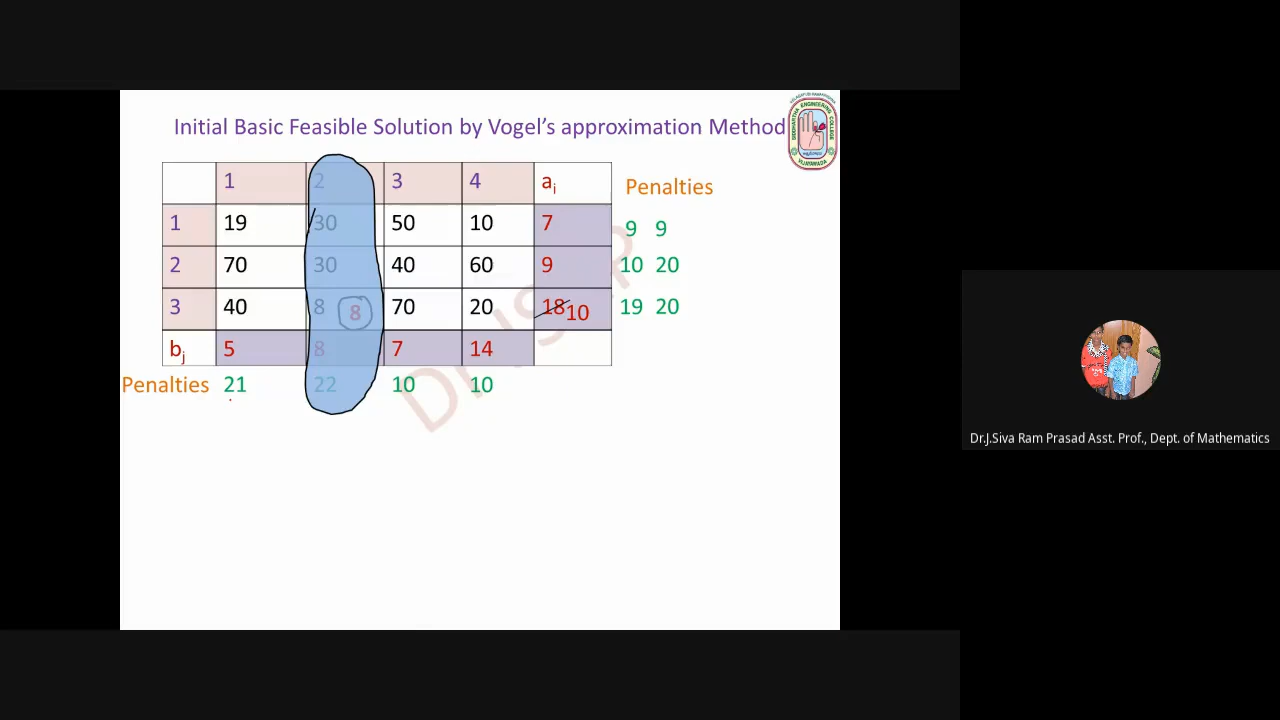 Initial Basic Feasible Solution by Vogel's approximation Method
1 2 3 4 ai Penalties
1 19 30 50 10 7 9 9
2 70 30 40 60 9 10 20
3 40 8 8 70 20 18 10 19 20
bj 5 8 7 14
Penalties 21 22 10 10
Dr.J.Siva Ram Prasad Asst. Prof., Dept. of Mathematics